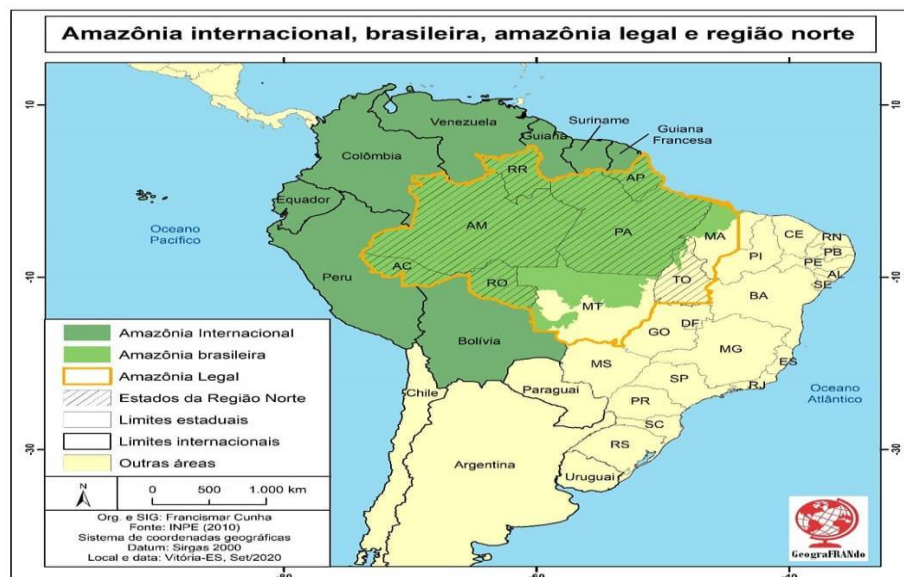 Amazônia internacional, brasileira, amazônia legal e região norte
10
Venezuela
Guiana
Suriname
Guiana
Francesa
Colômbia
RR
AP
Equador
Oceano
Pacífico
AM
PA
MA
CE
RN
PB
PI
PE
AL
SE
Peru
AC
RO
TO
-10
BA
MT
Amazônia Internacional
Amazônia brasileira
Amazônia Legal
Estados da Região Norte
Limites estaduais
Limites internacionais
Outras áreas
Bolívia
GO
DF
MG
ES
MS
Chile
Paraguai
SP
RJ
Oceano
Atlântico
PR
SC
-30
RS
Argentina
Uruguai
N
0 500 1.000 km
Org. e SIG: Francismar Cunha
Fonte: INPE (2010)
Sistema de coordenadas geográficas
Datum: Sirgas 2000
Local e data: Vitória-ES, Set/2020
GeograFRANdo